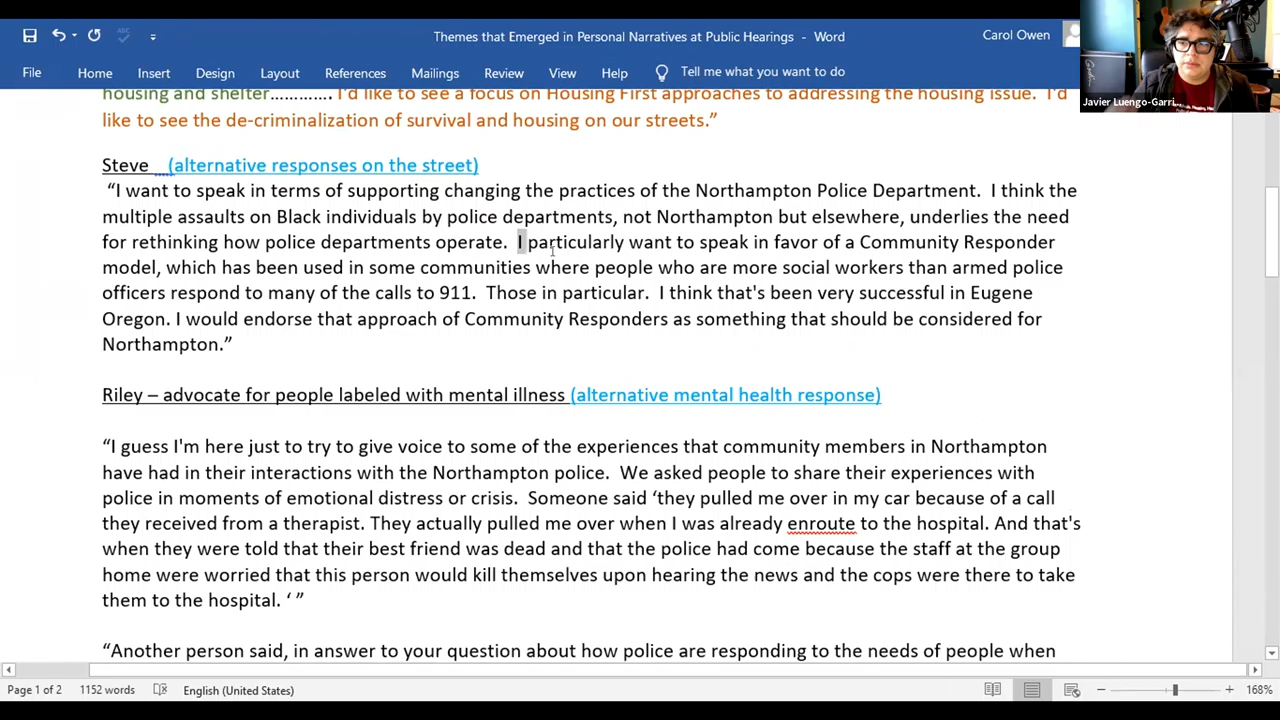 Themes that Emerged in Personal Narratives at Public Hearings - Word
Carol Owen
File Home Insert Design Layout References Mailings Review View Help Tell me what you want to do
Javier Luengo-Garri...
housing and shelter…………. I'd like to see a focus on Housing First approaches to addressing the housing issue. I'd
like to see the de-criminalization of survival and housing on our streets.”
Steve (alternative responses on the street)
“I want to speak in terms of supporting changing the practices of the Northampton Police Department. I think the
multiple assaults on Black individuals by police departments, not Northampton but elsewhere, underlies the need
for rethinking how police departments operate. I particularly want to speak in favor of a Community Responder
model, which has been used in some communities where people who are more social workers than armed police
officers respond to many of the calls to 911. Those in particular. I think that's been very successful in Eugene
Oregon. I would endorse that approach of Community Responders as something that should be considered for
Northampton.”
Riley – advocate for people labeled with mental illness (alternative mental health response)
“I guess I'm here just to try to give voice to some of the experiences that community members in Northampton
have had in their interactions with the Northampton police. We asked people to share their experiences with
police in moments of emotional distress or crisis. Someone said ‘they pulled me over in my car because of a call
they received from a therapist. They actually pulled me over when I was already enroute to the hospital. And that's
when they were told that their best friend was dead and that the police had come because the staff at the group
home were worried that this person would kill themselves upon hearing the news and the cops were there to take
them to the hospital. ‘ ”
“Another person said, in answer to your question about how police are responding to the needs of people when
Page 1 of 2 1152 words English (United States) 168%